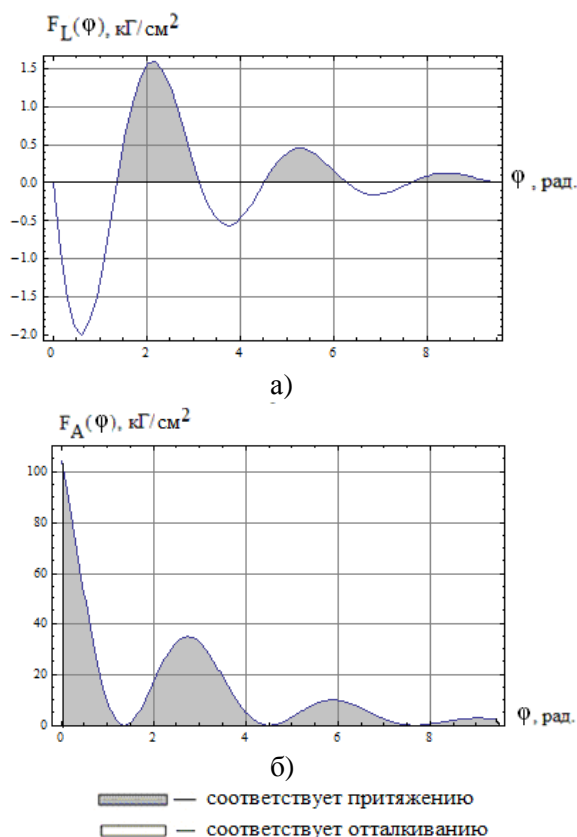 F_L(φ), кГ/см²
1.5
1.0
0.5
0.0
−0.5
−1.0
−1.5
−2.0
0 2 4 6 8
φ, рад.
а)
F_A(φ), кГ/см²
100
80
60
40
20
0
0 2 4 6 8
φ, рад.
б)
— соответствует притяжению
— соответствует отталкиванию